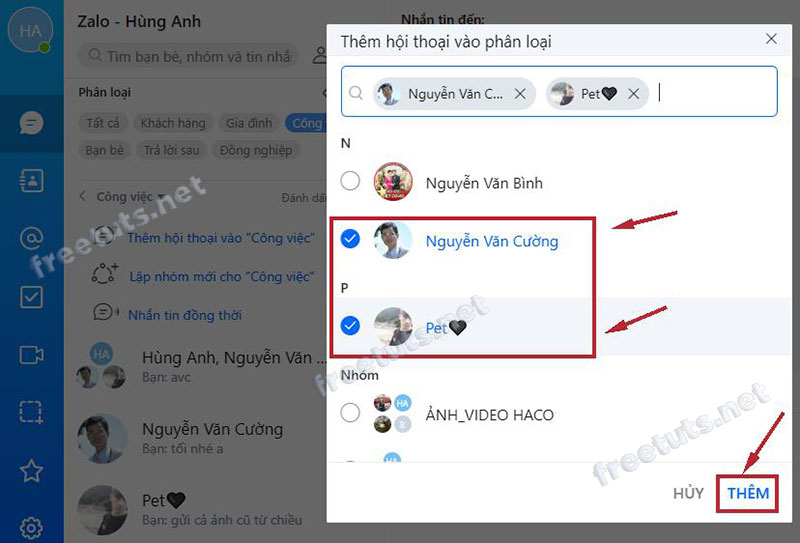 HA
Zalo - Hùng Anh
Tìm bạn bè, nhóm và tin nhắn
Phân loại
Tất cả
Khách hàng
Gia đình
Công v
Bạn bè
Trả lời sau
Đồng nghiệp
Công việc
Đánh dấ
Thêm hội thoại vào "Công việc"
Lập nhóm mới cho "Công việc"
Nhắn tin đồng thời
HA
Hùng Anh, Nguyễn Văn ...
Bạn: avc
Nguyễn Văn Cường
Bạn: tối nhé a
Pet🖤
Bạn: gửi cả ảnh cũ từ chiều
Nhắn tin đến:
Thêm hội thoại vào phân loại
Nguyễn Văn C...
Pet🖤
N
Nguyễn Văn Bình
Nguyễn Văn Cường
P
Pet🖤
Nhóm
HA
8
ẢNH_VIDEO HACO
HA
HỦY
THÊM
freetuts.net
freetuts.net
freetuts.net